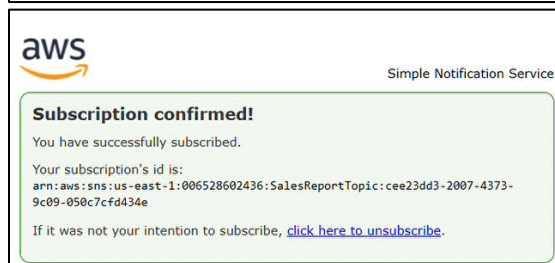 aws
Simple Notification Service
Subscription confirmed!
You have successfully subscribed.
Your subscription's id is:
arn:aws:sns:us-east-1:006528602436:SalesReportTopic:cee23dd3-2007-4373-
9c09-050c7cfd434e
If it was not your intention to subscribe, click here to unsubscribe.